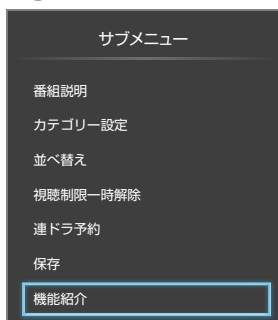 サブメニュー
番組説明
カテゴリー設定
並べ替え
視聴制限一時解除
連ドラ予約
保存
機能紹介